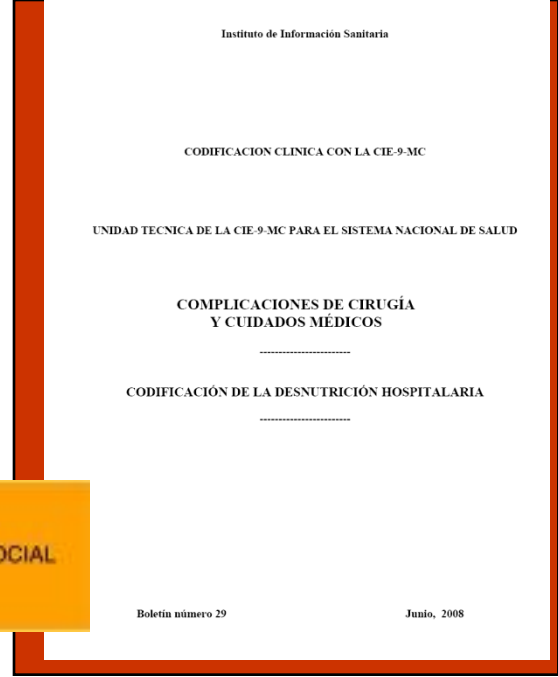 Instituto de Información Sanitaria
CODIFICACION CLINICA CON LA CIE-9-MC
UNIDAD TECNICA DE LA CIE-9-MC PARA EL SISTEMA NACIONAL DE SALUD
COMPLICACIONES DE CIRUGÍA
Y CUIDADOS MÉDICOS
------------------------
CODIFICACIÓN DE LA DESNUTRICIÓN HOSPITALARIA
------------------------
OCIAL
Boletín número 29 Junio, 2008